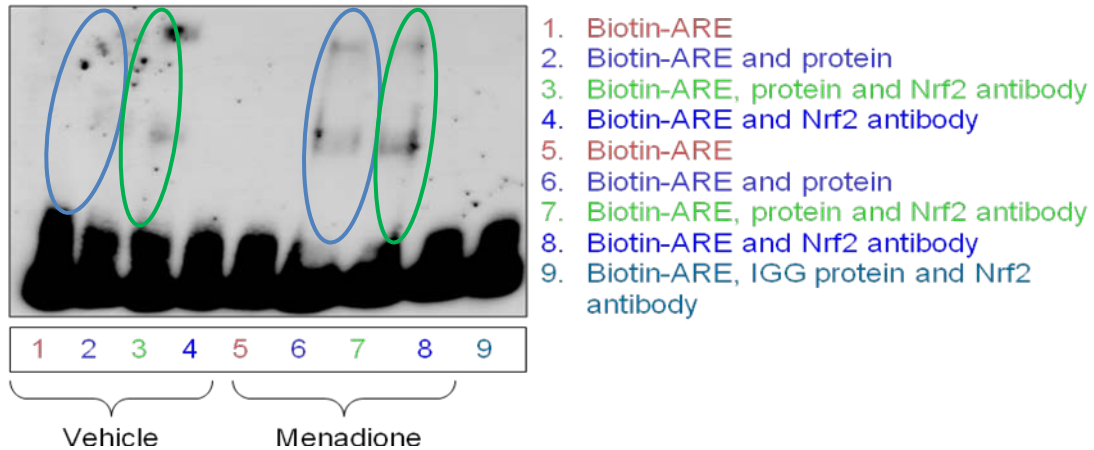 1. Biotin-ARE
2. Biotin-ARE and protein
3. Biotin-ARE, protein and Nrf2 antibody
4. Biotin-ARE and Nrf2 antibody
5. Biotin-ARE
6. Biotin-ARE and protein
7. Biotin-ARE, protein and Nrf2 antibody
8. Biotin-ARE and Nrf2 antibody
9. Biotin-ARE, IGG protein and Nrf2
antibody
1 2 3 4 5 6 7 8 9
Vehicle Menadione